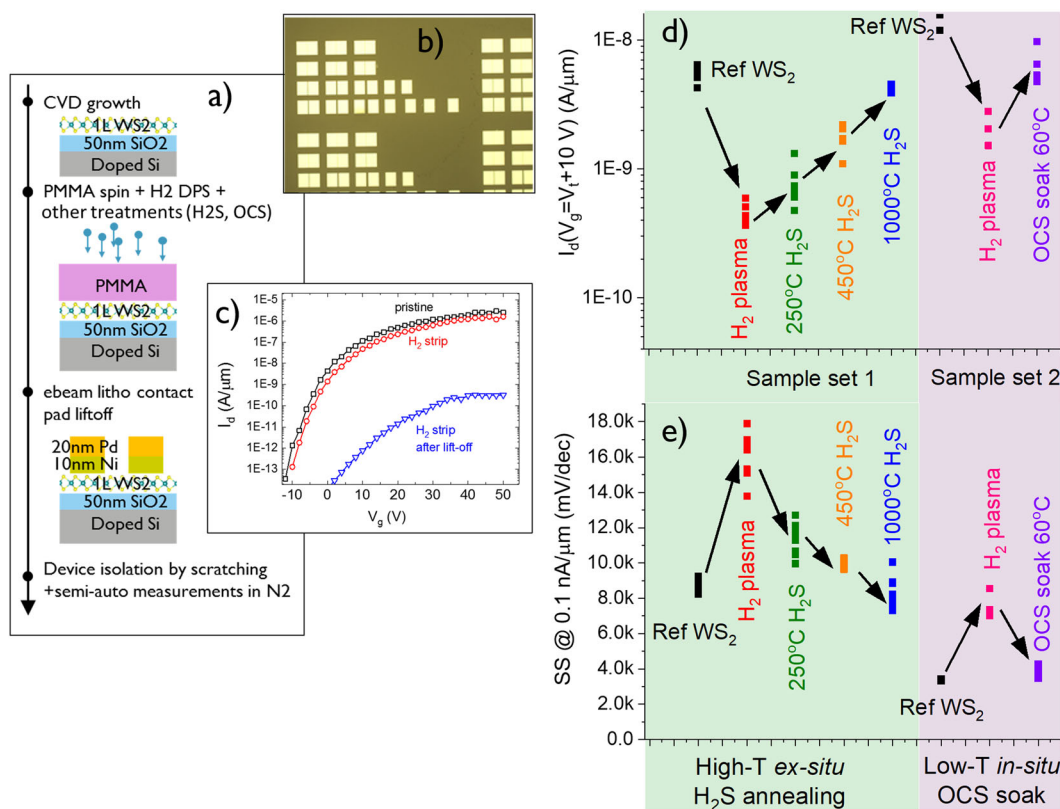 a)
CVD growth
1L WS2
50nm SiO2
Doped Si
PMMA spin + H2 DPS +
other treatments (H2S, OCS)
PMMA
1L WS2
50nm SiO2
Doped Si
ebeam litho contact
pad liftoff
20nm Pd
10nm Ni
1L WS2
50nm SiO2
Doped Si
Device isolation by scratching
+semi-auto measurements in N2
b)
c)
1E-5
1E-6
1E-7
1E-8
1E-9
1E-10
1E-11
1E-12
1E-13
I_d (A/μm)
pristine
H₂ strip
H₂ strip
after lift-off
-10 0 10 20 30 40 50
V_g (V)
d)
1E-8
1E-9
1E-10
I_d(V_g=V_t+10 V) (A/μm)
Ref WS₂
H₂ plasma
250°C H₂S
450°C H₂S
1000°C H₂S
Ref WS₂
H₂ plasma
OCS soak 60°C
Sample set 1
Sample set 2
e)
18.0k
16.0k
14.0k
12.0k
10.0k
8.0k
6.0k
4.0k
2.0k
0.0
SS @ 0.1 nA/μm (mV/dec)
Ref WS₂
H₂ plasma
250°C H₂S
450°C H₂S
1000°C H₂S
Ref WS₂
H₂ plasma
OCS soak 60°C
High-T ex-situ
H₂S annealing
Low-T in-situ
OCS soak